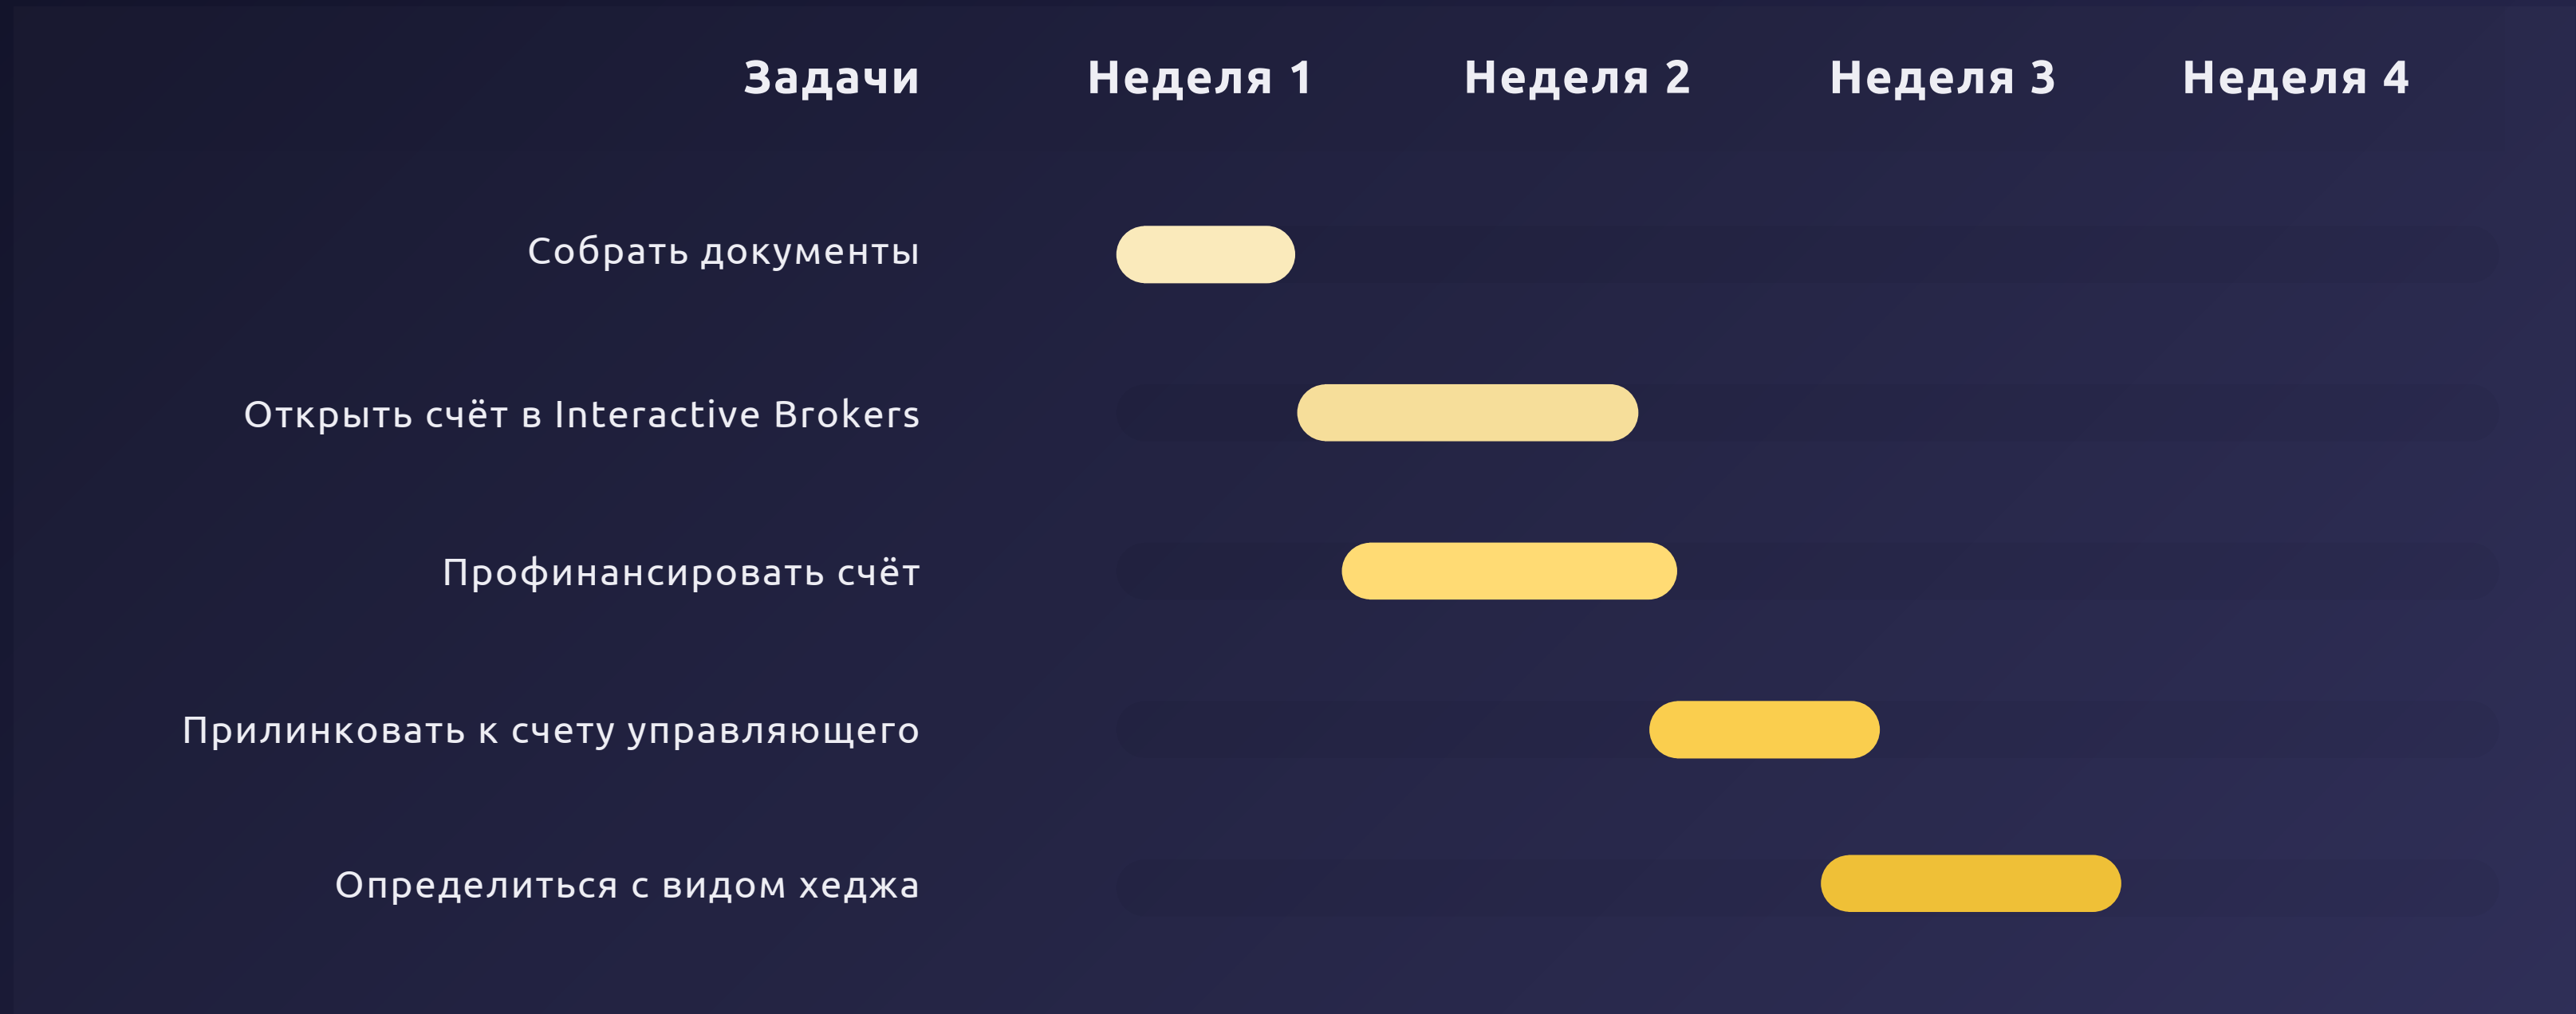 Задачи Неделя 1 Неделя 2 Неделя 3 Неделя 4
Собрать документы
Открыть счёт в Interactive Brokers
Профинансировать счёт
Прилинковать к счету управляющего
Определиться с видом хеджа